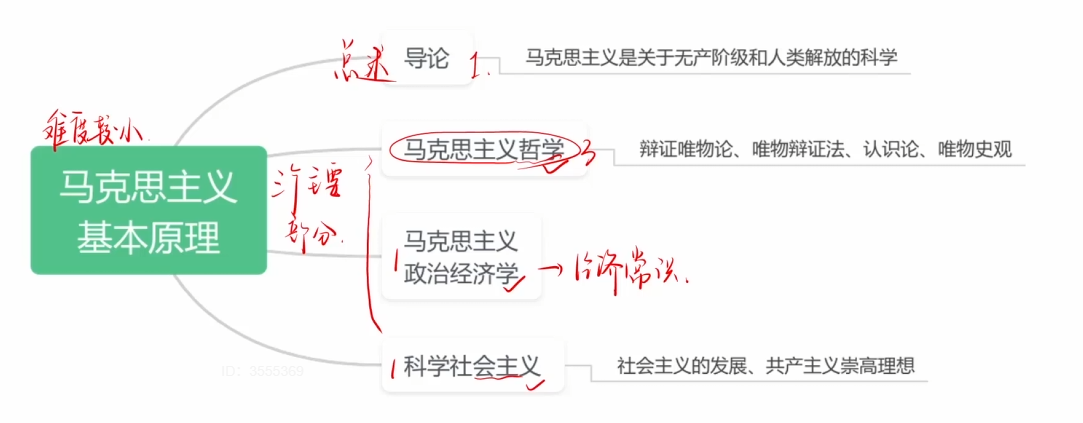 总述 导论 1. 马克思主义是关于无产阶级和人类解放的科学
难度较小.
马克思主义哲学 3 辩证唯物论、唯物辩证法、认识论、唯物史观
马克思主义
基本原理
三个主要
部分.
马克思主义
1 政治经济学 → 经济常识.
1 科学社会主义 社会主义的发展、共产主义崇高理想
ID: 3555369